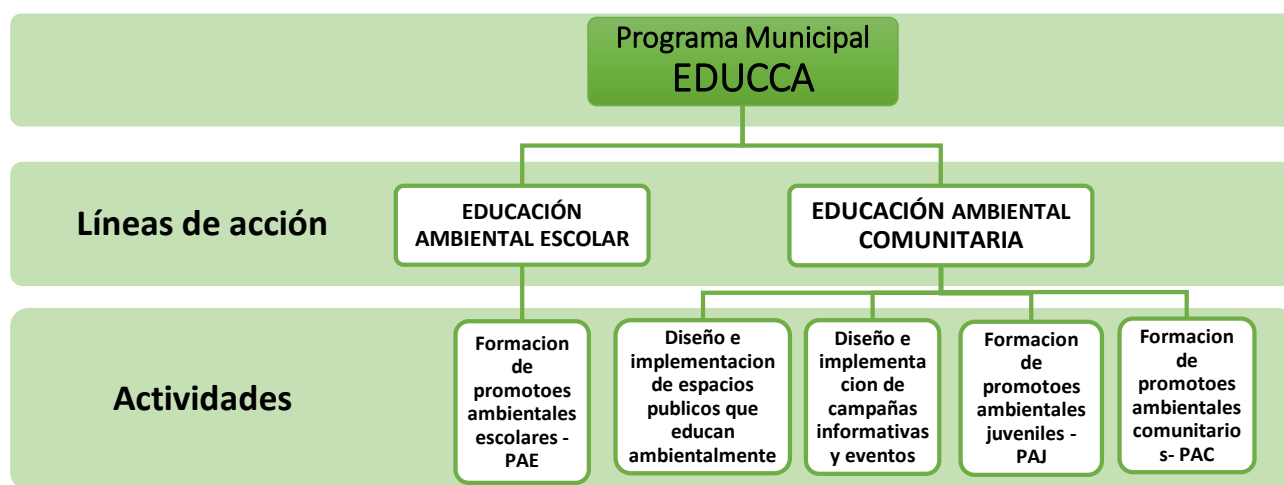 Programa Municipal
EDUCCA
Líneas de acción
EDUCACIÓN
AMBIENTAL ESCOLAR
EDUCACIÓN AMBIENTAL
COMUNITARIA
Actividades
Formacion
de
promotoes
ambientales
escolares -
PAE
Diseño e
implementacion
de espacios
publicos que
educan
ambientalmente
Diseño e
implementa
cion de
campañas
informativas
y eventos
Formacion
de
promotoes
ambientales
juveniles -
PAJ
Formacion
de
promotoes
ambientales
comunitario
s- PAC